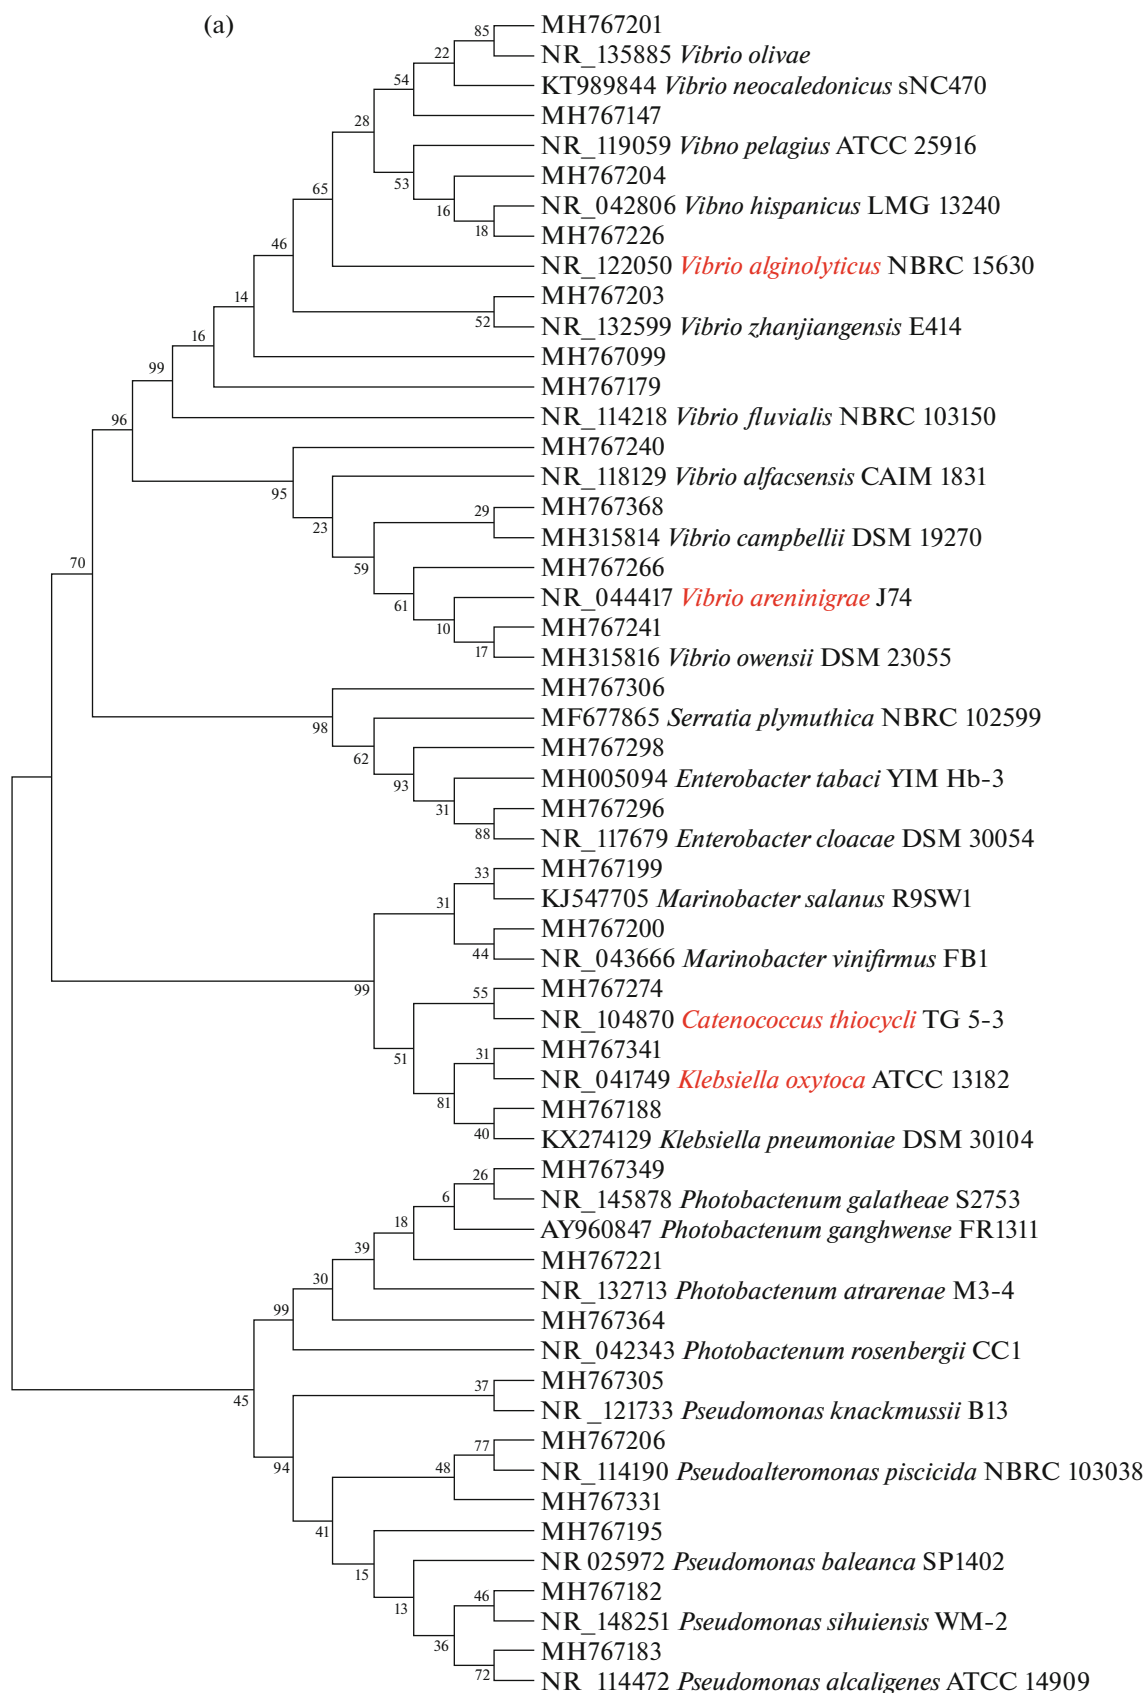 (a)
85
MH767201
NR_135885 Vibrio olivae
22
KT989844 Vibrio neocaledonicus sNC470
54
MH767147
28
NR_119059 Vibno pelagius ATCC 25916
53
MH767204
65
16
NR_042806 Vibno hispanicus LMG 13240
18
MH767226
46
NR_122050 Vibrio alginolyticus NBRC 15630
14
MH767203
52
NR_132599 Vibrio zhanjiangensis E414
16
MH767099
99
MH767179
96
NR_114218 Vibrio fluvialis NBRC 103150
MH767240
95
NR_118129 Vibrio alfacsensis CAIM 1831
23
29
MH767368
MH315814 Vibrio campbellii DSM 19270
70
59
MH767266
61
NR_044417 Vibrio areninigrae J74
10
MH767241
17
MH315816 Vibrio owensii DSM 23055
MH767306
98
MF677865 Serratia plymuthica NBRC 102599
62
MH767298
93
MH005094 Enterobacter tabaci YIM Hb-3
31
MH767296
88
NR_117679 Enterobacter cloacae DSM 30054
33
MH767199
KJ547705 Marinobacter salanus R9SW1
31
MH767200
44
NR_043666 Marinobacter vinifirmus FB1
99
55
MH767274
NR_104870 Catenococcus thiocycli TG 5-3
51
31
MH767341
NR_041749 Klebsiella oxytoca ATCC 13182
81
MH767188
40
KX274129 Klebsiella pneumoniae DSM 30104
26
MH767349
6
NR_145878 Photobactenum galatheae S2753
18
AY960847 Photobactenum ganghwense FR1311
39
MH767221
30
NR_132713 Photobactenum atrarenae M3-4
99
MH767364
NR_042343 Photobactenum rosenbergii CC1
45
37
MH767305
NR _121733 Pseudomonas knackmussii B13
94
77
MH767206
48
NR_114190 Pseudoalteromonas piscicida NBRC 103038
MH767331
41
MH767195
15
NR 025972 Pseudomonas baleanca SP1402
13
46
MH767182
NR_148251 Pseudomonas sihuiensis WM-2
36
MH767183
72
NR_114472 Pseudomonas alcaligenes ATCC 14909